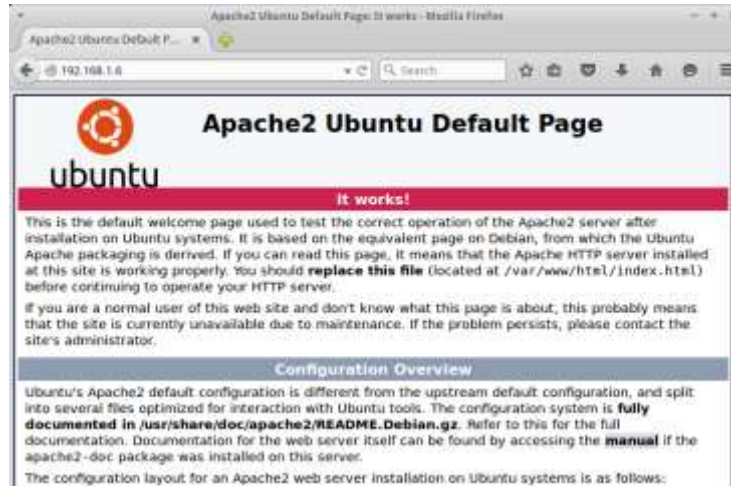 Apache2 Ubuntu Default Page: It works - Mozilla Firefox
Apache2 Ubuntu Default P...
192.168.1.6
Search
ubuntu
Apache2 Ubuntu Default Page
It works!
This is the default welcome page used to test the correct operation of the Apache2 server after
installation on Ubuntu systems. It is based on the equivalent page on Debian, from which the Ubuntu
Apache packaging is derived. If you can read this page, it means that the Apache HTTP server installed
at this site is working properly. You should replace this file (located at /var/www/html/index.html)
before continuing to operate your HTTP server.
If you are a normal user of this web site and don't know what this page is about, this probably means
that the site is currently unavailable due to maintenance. If the problem persists, please contact the
site's administrator.
Configuration Overview
Ubuntu's Apache2 default configuration is different from the upstream default configuration, and split
into several files optimized for interaction with Ubuntu tools. The configuration system is fully
documented in /usr/share/doc/apache2/README.Debian.gz. Refer to this for the full
documentation. Documentation for the web server itself can be found by accessing the manual if the
apache2-doc package was installed on this server.
The configuration layout for an Apache2 web server installation on Ubuntu systems is as follows: